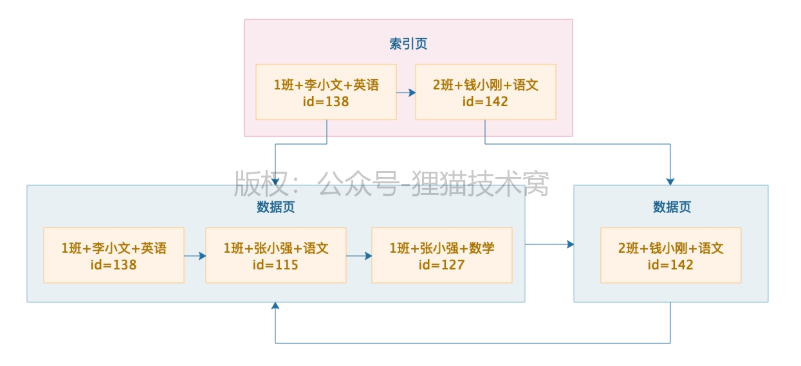 索引页
1班+李小文+英语
id=138
2班+钱小刚+语文
id=142
版权：公众号-狸猫技术窝
数据页
1班+李小文+英语
id=138
1班+张小强+语文
id=115
1班+张小强+数学
id=127
数据页
2班+钱小刚+语文
id=142